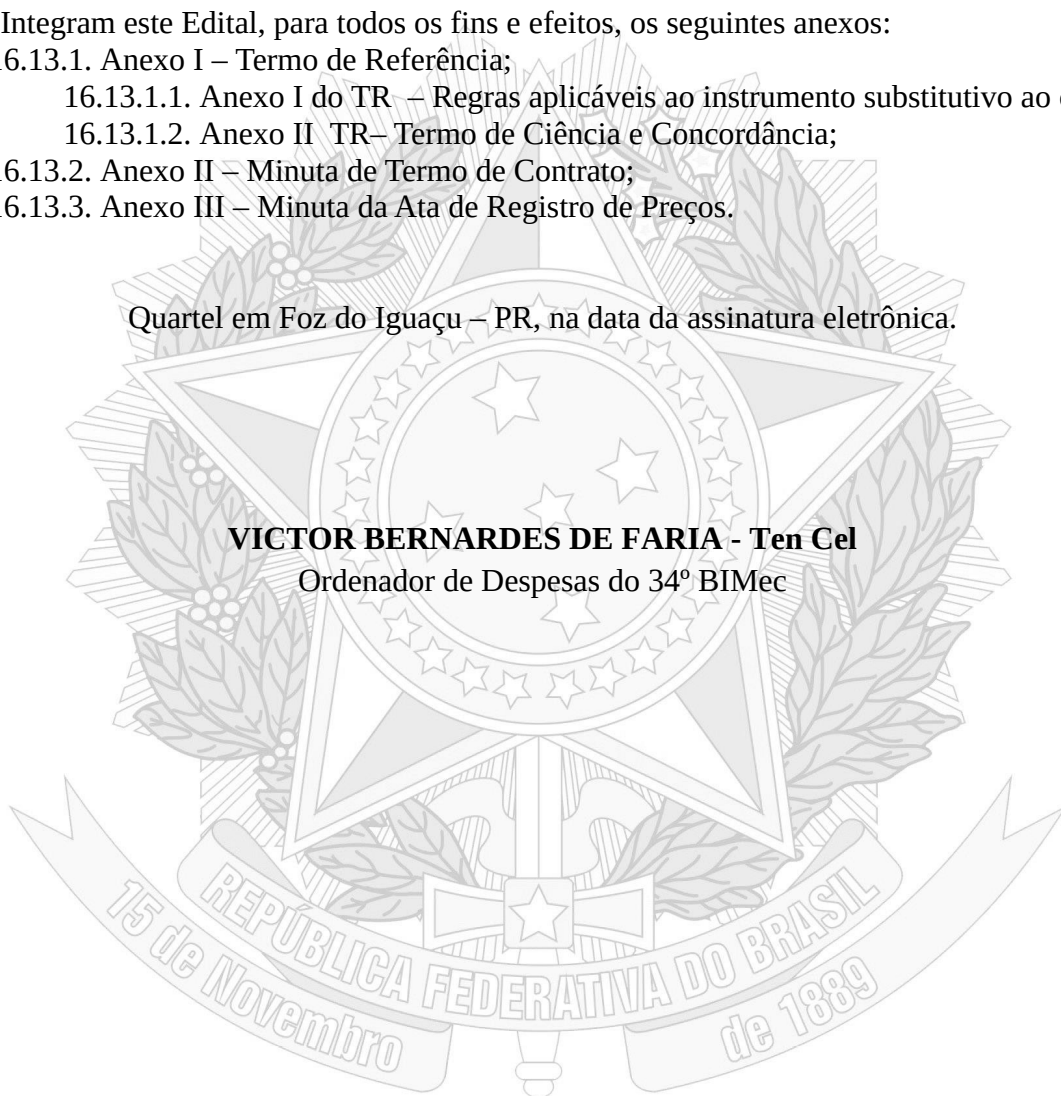 Integram este Edital, para todos os fins e efeitos, os seguintes anexos:
16.13.1. Anexo I – Termo de Referência;
16.13.1.1. Anexo I do TR – Regras aplicáveis ao instrumento substitutivo ao
16.13.1.2. Anexo II TR– Termo de Ciência e Concordância;
16.13.2. Anexo II – Minuta de Termo de Contrato;
16.13.3. Anexo III – Minuta da Ata de Registro de Preços.
Quartel em Foz do Iguaçu – PR, na data da assinatura eletrônica.
VICTOR BERNARDES DE FARIA - Ten Cel
Ordenador de Despesas do 34º BIMec
REPÚBLICA FEDERATIVA DO BRASIL
15 de Novembro de 1889